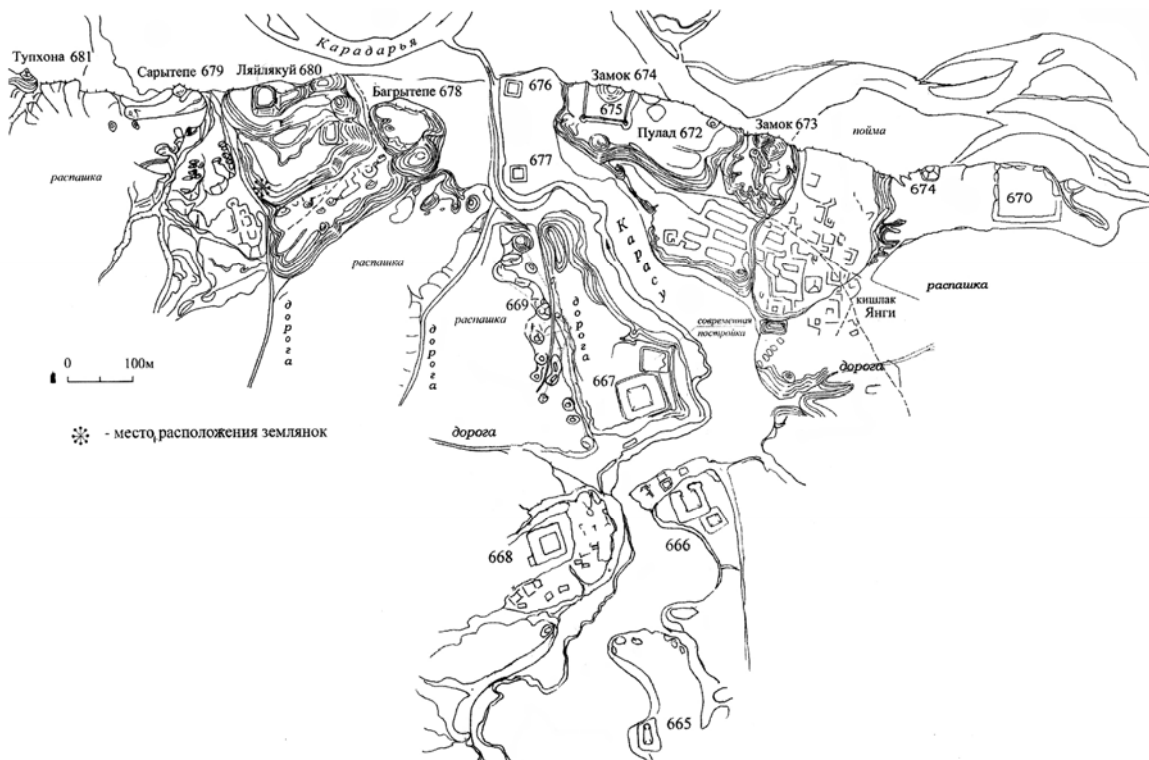 Карадарья
Тупхона 681
Сарытепе 679
Ляйлякуй 680
Багрытепе 678
676
Замок 674
675
Пулад 672
Замок 673
пойма
677
674
670
распашка
распашка
распашка
распашка
Карасу
кишлак
Янги
современная
постройка
669
дорога
дорога
дорога
667
дорога
0 100м
✳ - место расположения землянок
дорога
668
666
665